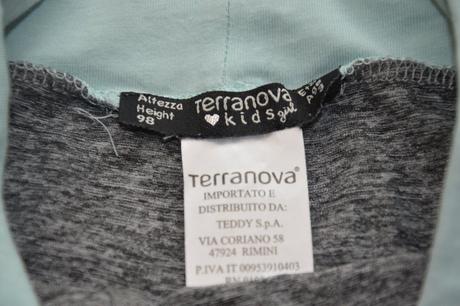 Altezza
Height
98
Terranova
kids girl
Terranova®
IMPORTATO E
DISTRIBUITO DA:
TEDDY S.p.A.
VIA CORIANO 58
47924 RIMINI
P.IVA IT 00953910403